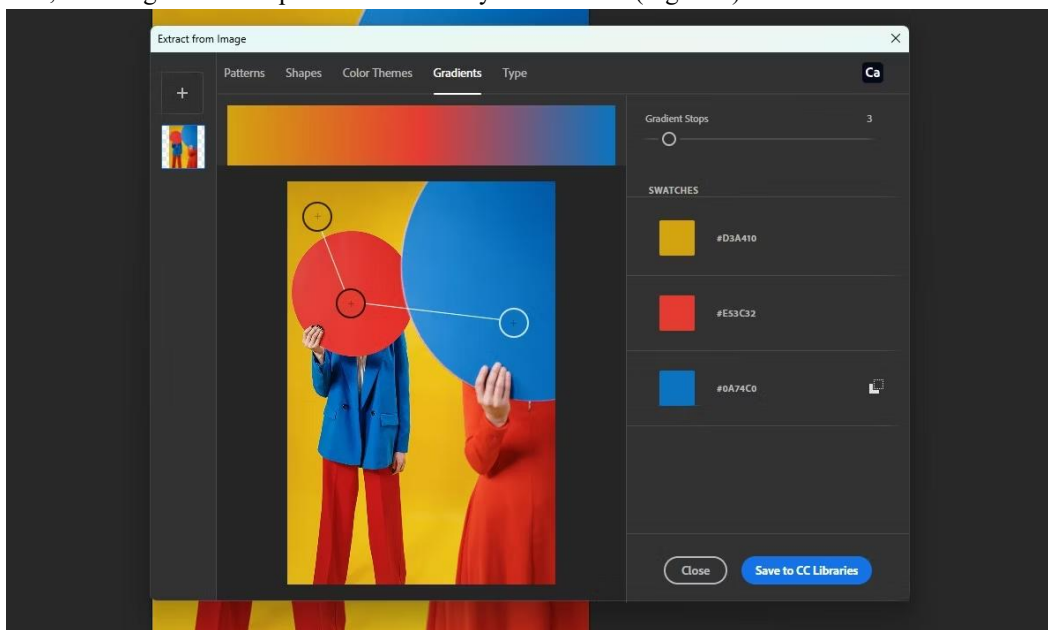 Extract from Image
Patterns Shapes Color Themes Gradients Type
Ca
Gradient Stops 3
SWATCHES
#D3A410
#E53C32
#0A74C0
Close Save to CC Libraries